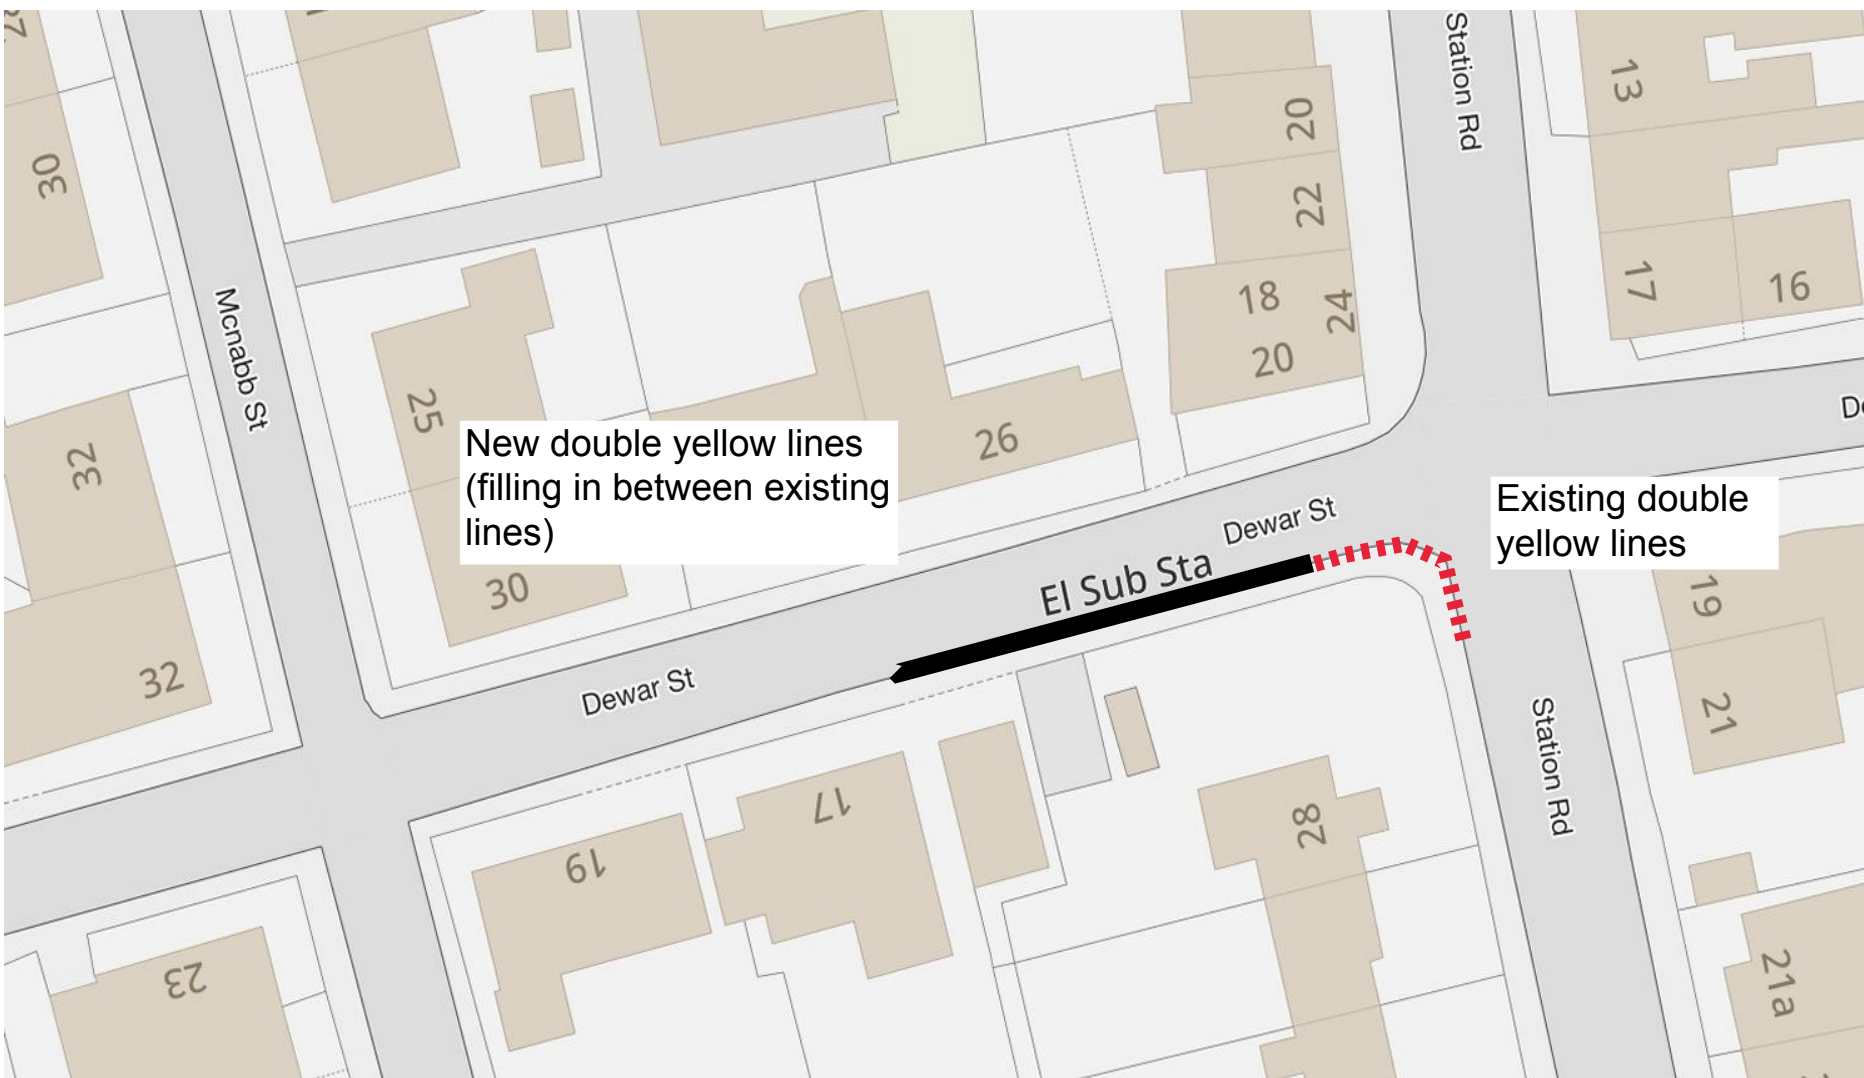 Station Rd
13
20
30
22
17
16
18
24
20
Mcnabb St
25
32
26
New double yellow lines
(filling in between existing
lines)
Existing double
yellow lines
Dewar St
El Sub Sta
30
19
32
Dewar St
21
Station Rd
17
28
19
23
21a